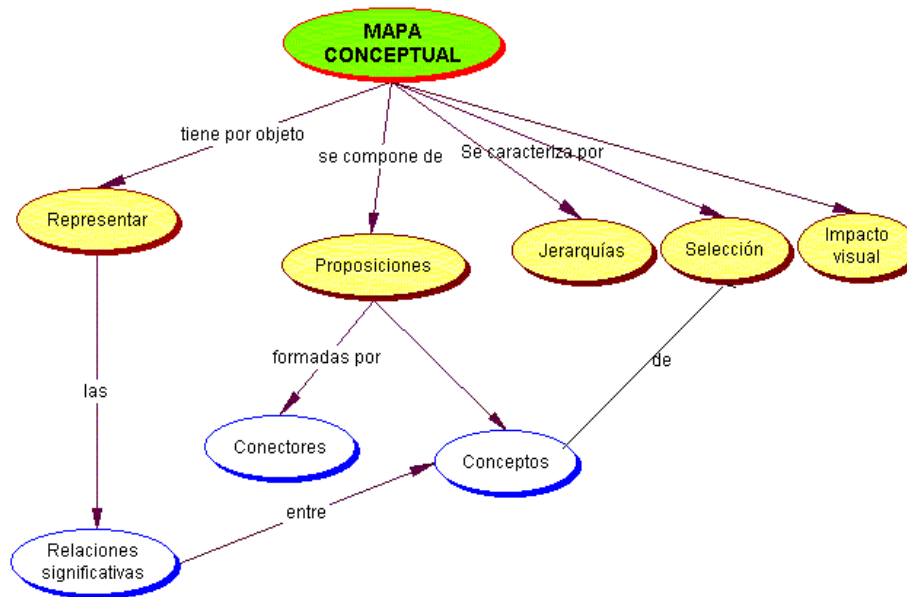 MAPA
CONCEPTUAL
tiene por objeto
se compone de
Se caracteriza por
Representar
Proposiciones
Jerarquías
Selección
Impacto
visual
formadas por
de
las
Conectores
Conceptos
entre
Relaciones
significativas